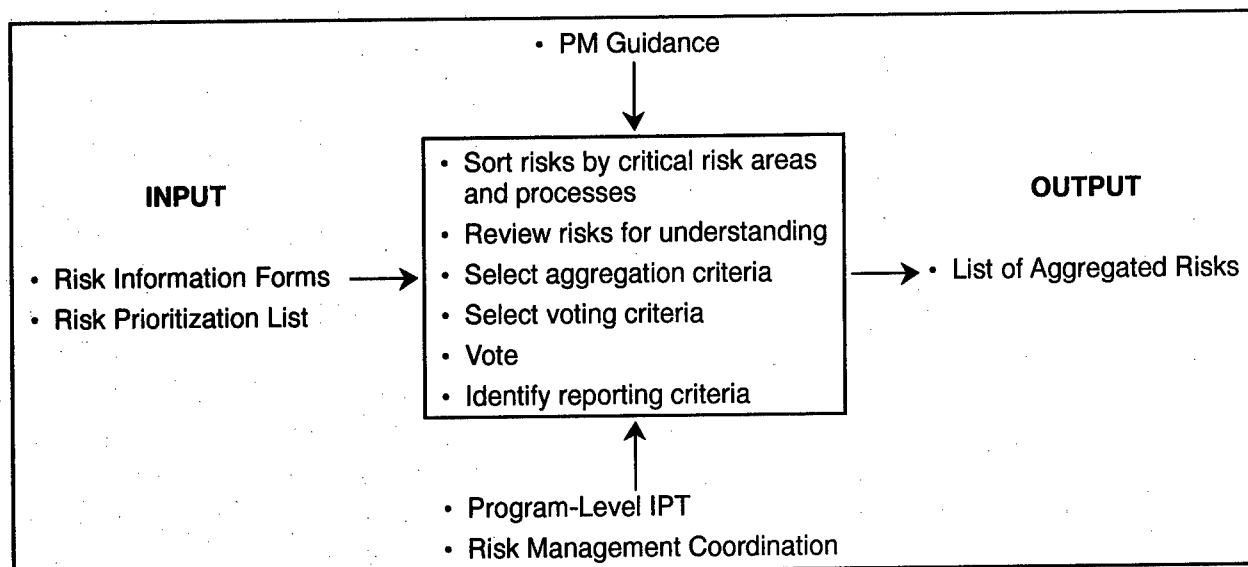 • PM Guidance
INPUT
• Risk Information Forms
• Risk Prioritization List
• Sort risks by critical risk areas
and processes
• Review risks for understanding
• Select aggregation criteria
• Select voting criteria
• Vote
• Identify reporting criteria
OUTPUT
• List of Aggregated Risks
• Program-Level IPT
• Risk Management Coordination